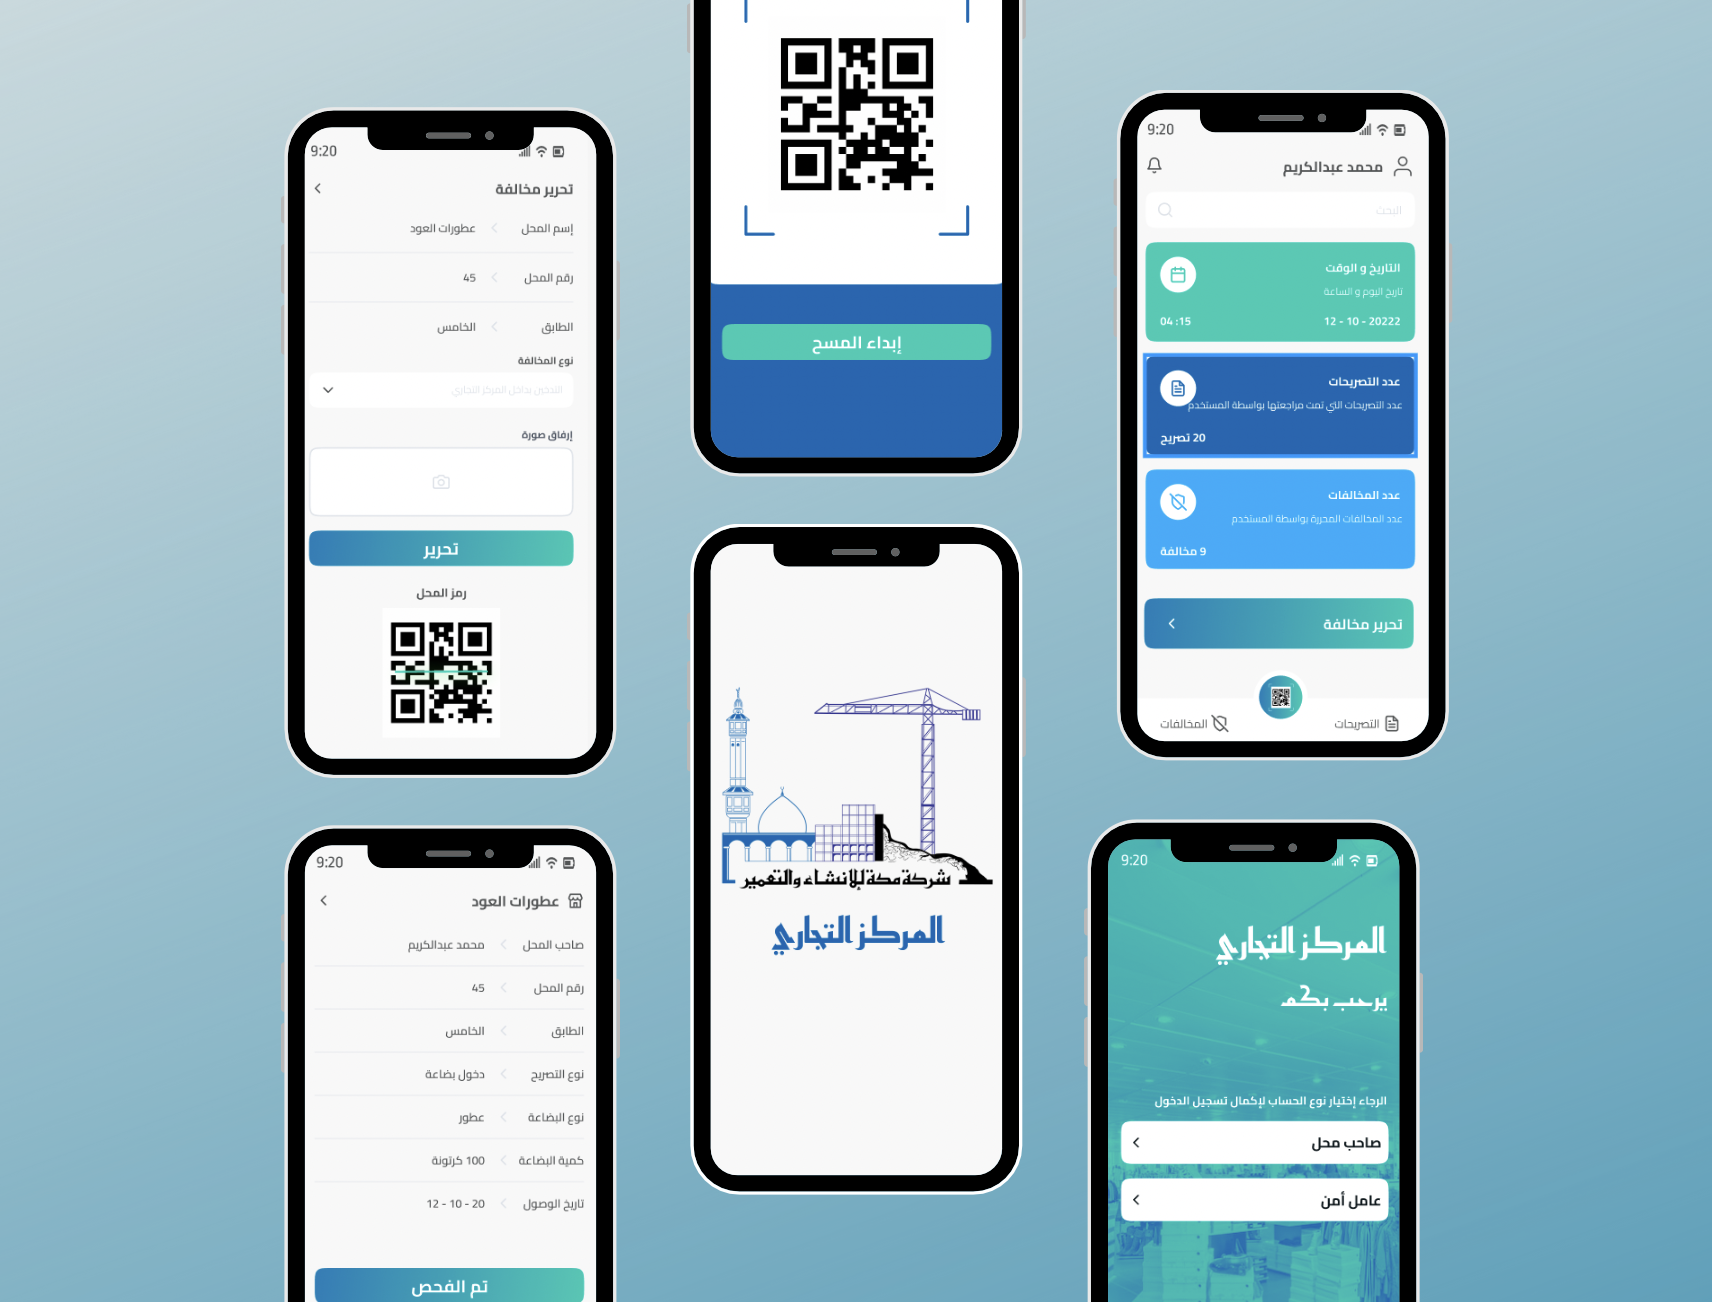 9:20
تحرير مخالفة
إسم المحل
عطورات العود
رقم المحل
45
الطابق
الخامس
نوع المخالفة
التدخين بداخل المركز التجاري
إرفاق صورة
تحرير
رمز المحل
9:20
عطورات العود
صاحب المحل
محمد عبدالكريم
رقم المحل
45
الطابق
الخامس
نوع التصريح
دخول بضاعة
نوع البضاعة
عطور
كمية البضاعة
100 كرتونة
تاريخ الوصول
12 - 10 - 20
تم الفحص
إبداء المسح
شركة مكة للإنشاء والتعمير
المركز التجاري
9:20
محمد عبدالكريم
البحث
التاريخ و الوقت
تاريخ اليوم و الساعة
12 - 10 - 20222
04 :15
عدد التصريحات
عدد التصريحات التي تمت مراجعتها بواسطة المستخدم
20 تصريح
عدد المخالفات
عدد المخالفات المحررة بواسطة المستخدم
9 مخالفة
تحرير مخالفة
التصريحات
المخالفات
9:20
المركز التجاري
يرحب بكم
الرجاء إختيار نوع الحساب لإكمال تسجيل الدخول
صاحب محل
عامل أمن